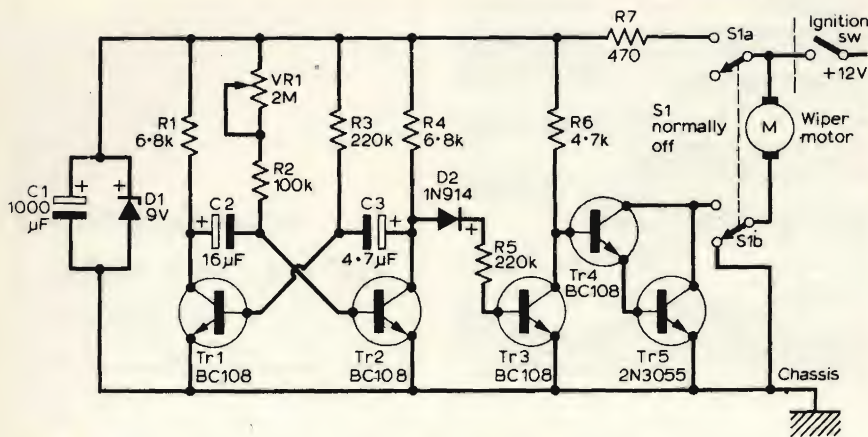 R7
470
S1a
Ignition
sw
+12V
VR1
2M
R1
6·8k
R3
220k
R4
6·8k
R6
4·7k
S1
normally
off
M
Wiper
motor
R2
100k
D2
1N914
C1
1000
µF
+
+
D1
9V
+
C2
16µF
C3
+
4·7µF
+
R5
220k
Tr4
BC108
S1b
Tr1
BC108
Tr2
BC108
Tr3
BC108
Tr5
2N3055
Chassis